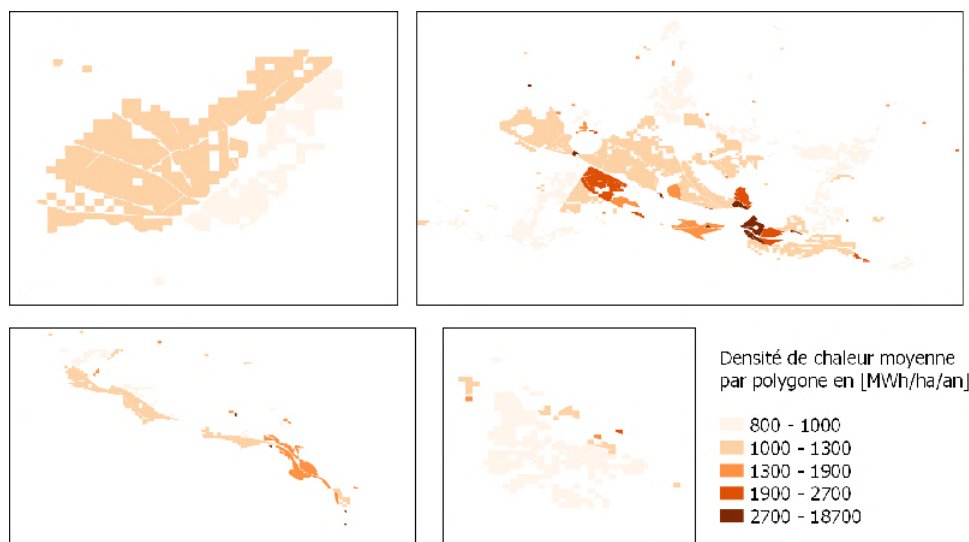 Densité de chaleur moyenne
par polygone en [MWh/ha/an]
800 - 1000
1000 - 1300
1300 - 1900
1900 - 2700
2700 - 18700